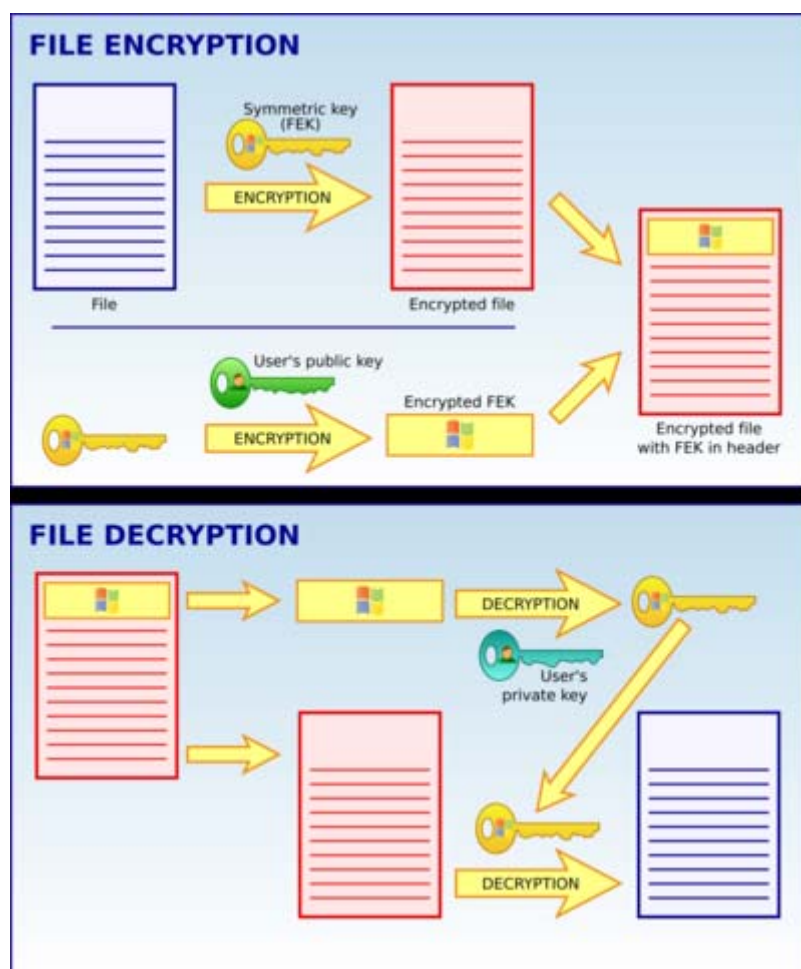 FILE ENCRYPTION
Symmetric key
(FEK)
ENCRYPTION
File
Encrypted file
User's public key
Encrypted FEK
ENCRYPTION
Encrypted file
with FEK in header
FILE DECRYPTION
DECRYPTION
User's
private key
DECRYPTION